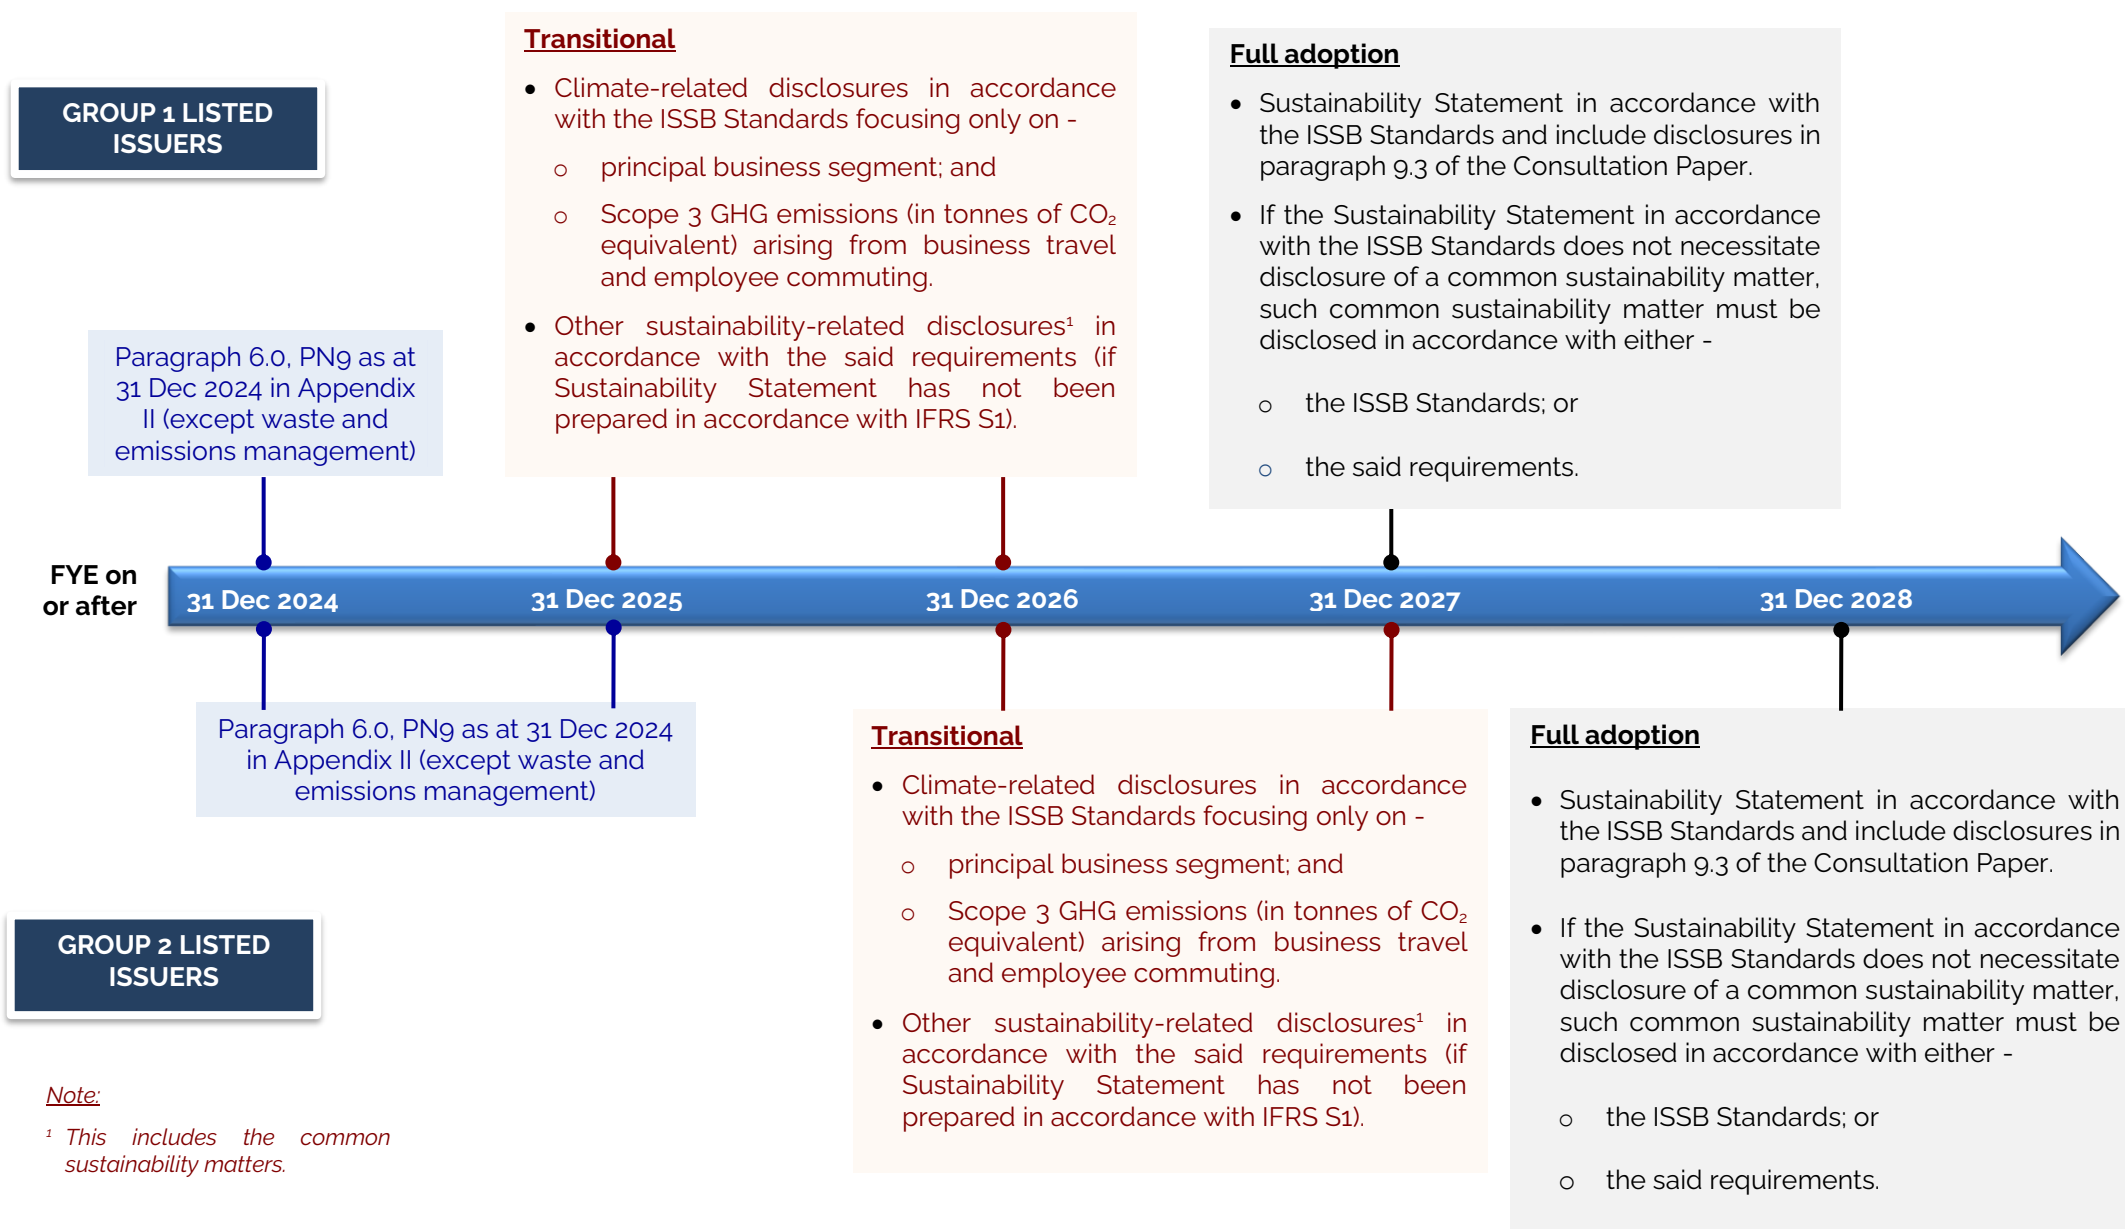 GROUP 1 LISTED
ISSUERS
Transitional
• Climate-related disclosures in accordance
with the ISSB Standards focusing only on -
o principal business segment; and
o Scope 3 GHG emissions (in tonnes of CO₂
equivalent) arising from business travel
and employee commuting.
• Other sustainability-related disclosures¹ in
accordance with the said requirements (if
Sustainability Statement has not been
prepared in accordance with IFRS S1).
Full adoption
• Sustainability Statement in accordance with
the ISSB Standards and include disclosures in
paragraph 9.3 of the Consultation Paper.
• If the Sustainability Statement in accordance
with the ISSB Standards does not necessitate
disclosure of a common sustainability matter,
such common sustainability matter must be
disclosed in accordance with either -
o the ISSB Standards; or
o the said requirements.
Paragraph 6.0, PN9 as at
31 Dec 2024 in Appendix
II (except waste and
emissions management)
FYE on
or after
31 Dec 2024
31 Dec 2025
31 Dec 2026
31 Dec 2027
31 Dec 2028
Paragraph 6.0, PN9 as at 31 Dec 2024
in Appendix II (except waste and
emissions management)
GROUP 2 LISTED
ISSUERS
Transitional
• Climate-related disclosures in accordance
with the ISSB Standards focusing only on -
o principal business segment; and
o Scope 3 GHG emissions (in tonnes of CO₂
equivalent) arising from business travel
and employee commuting.
• Other sustainability-related disclosures¹ in
accordance with the said requirements (if
Sustainability Statement has not been
prepared in accordance with IFRS S1).
Full adoption
• Sustainability Statement in accordance with
the ISSB Standards and include disclosures in
paragraph 9.3 of the Consultation Paper.
• If the Sustainability Statement in accordance
with the ISSB Standards does not necessitate
disclosure of a common sustainability matter,
such common sustainability matter must be
disclosed in accordance with either -
o the ISSB Standards; or
o the said requirements.
Note:
¹ This includes the common
sustainability matters.